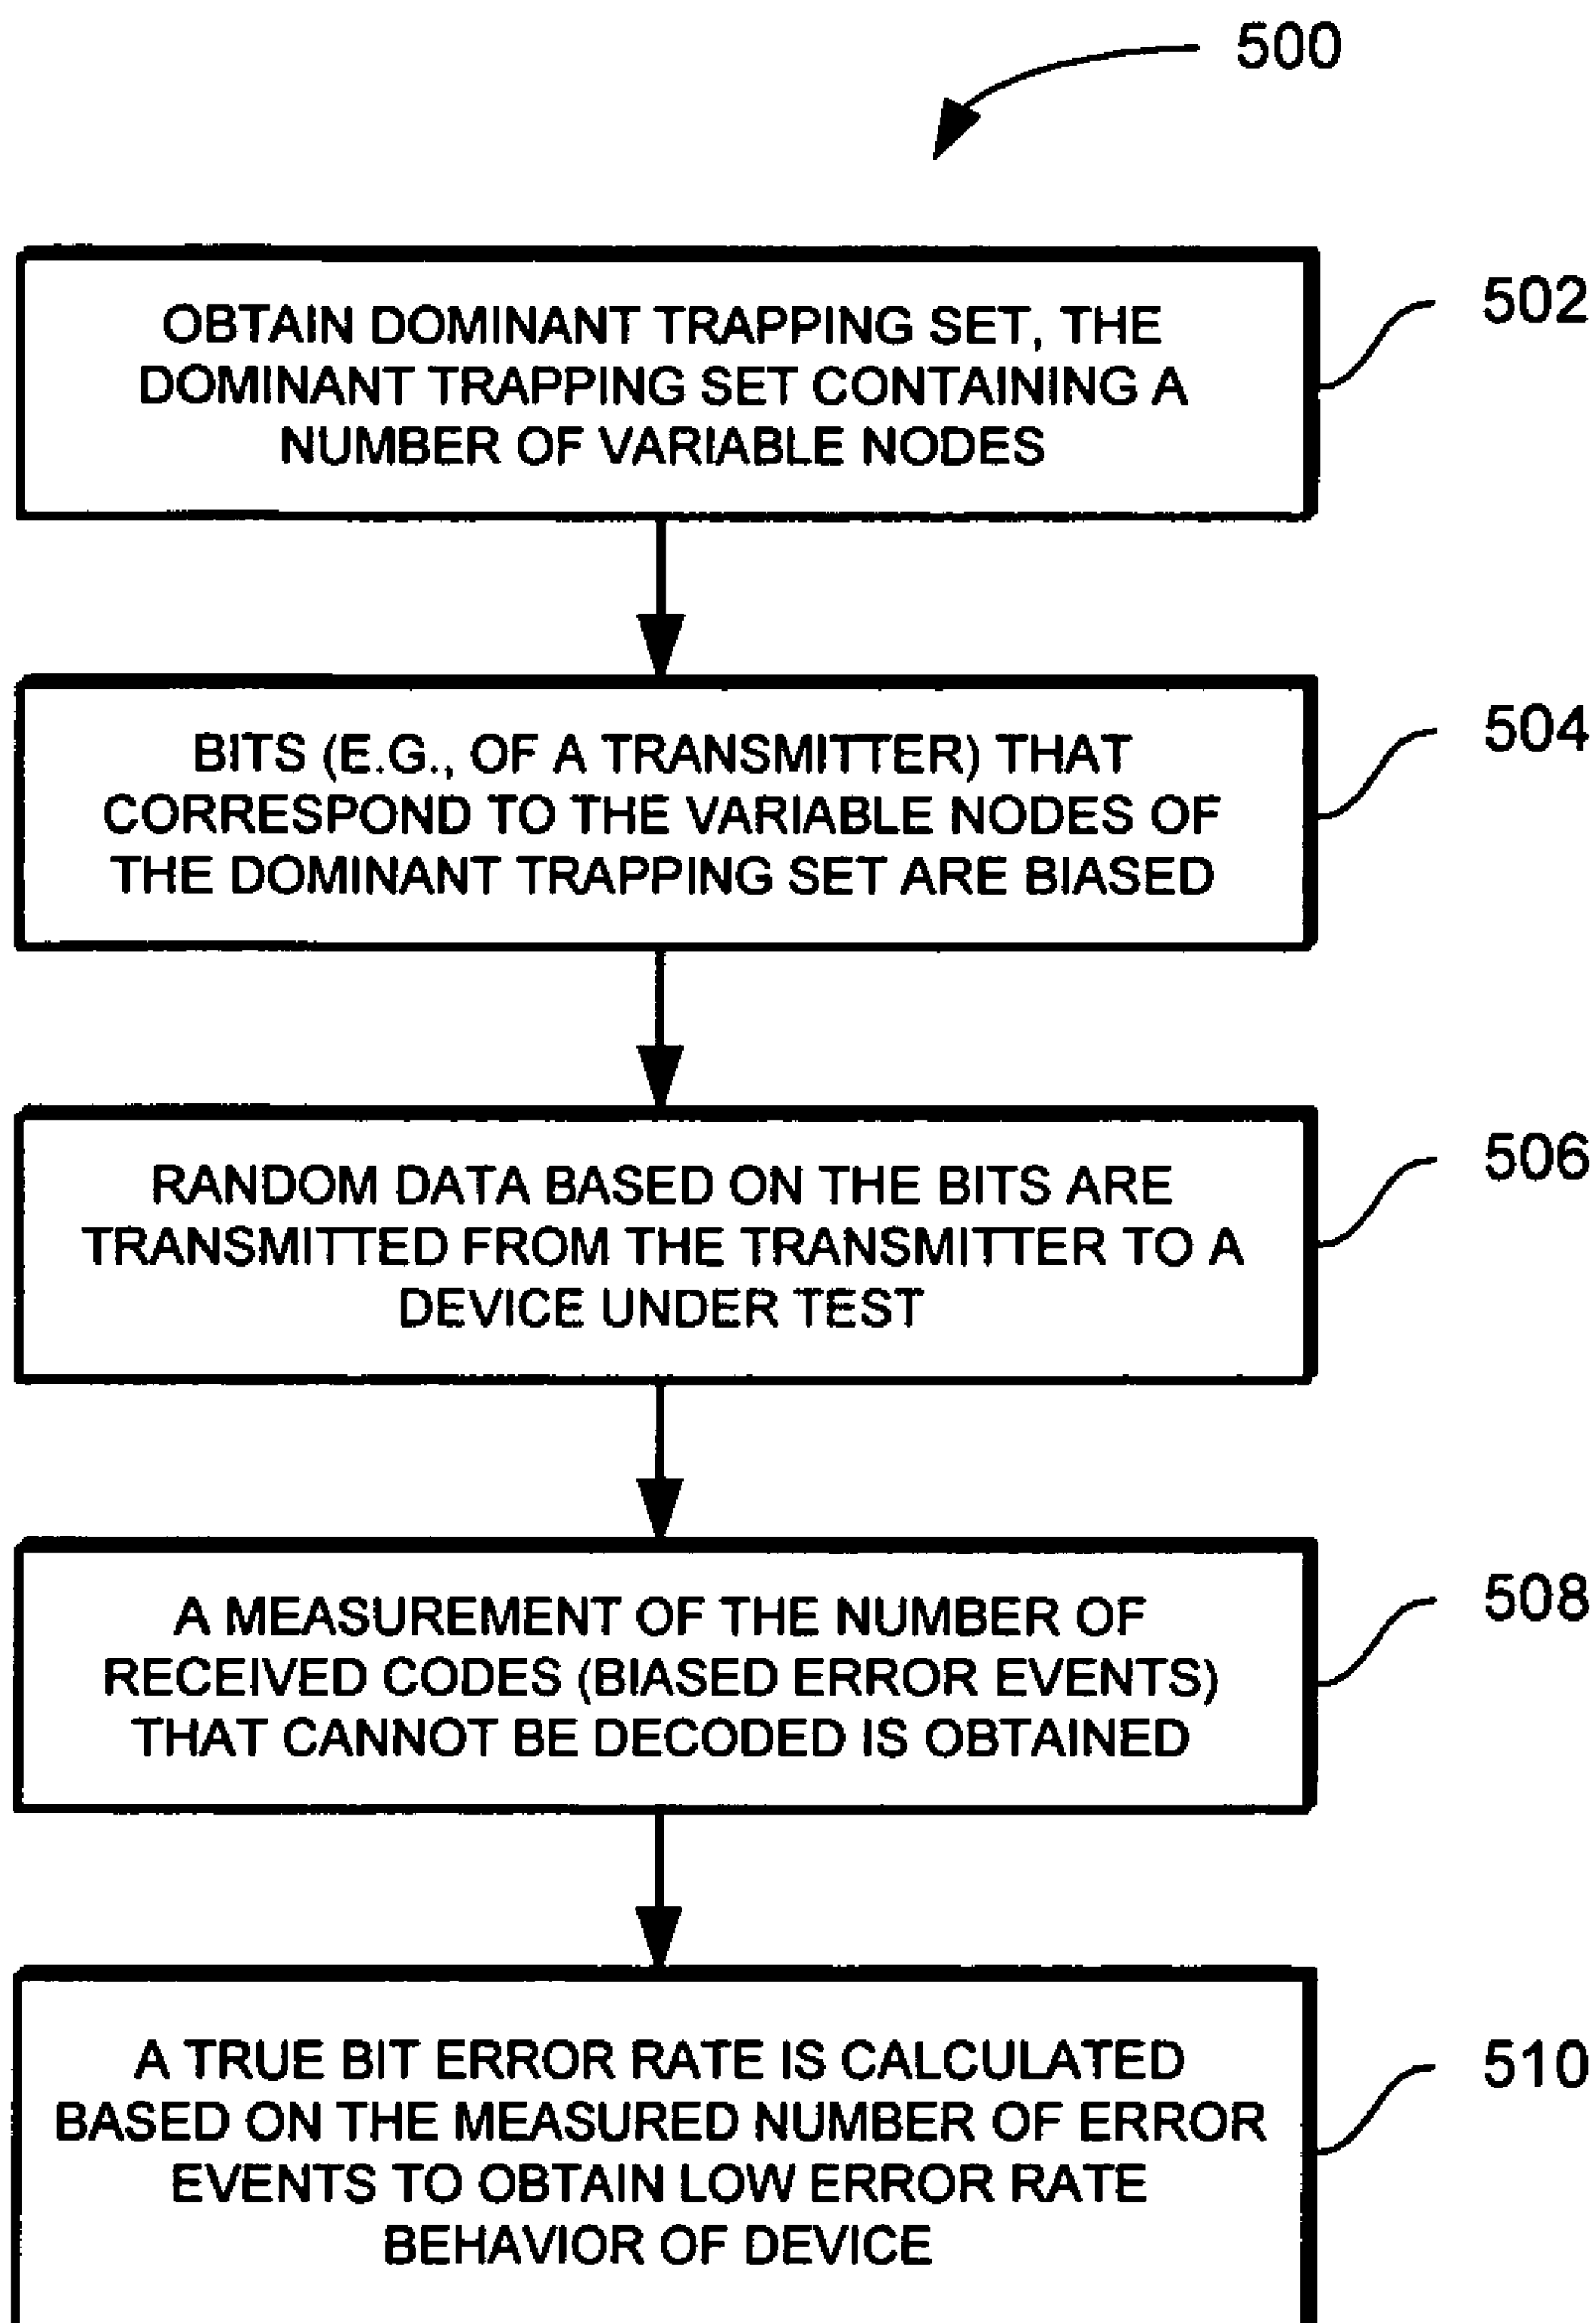 500
OBTAIN DOMINANT TRAPPING SET, THE
DOMINANT TRAPPING SET CONTAINING A
NUMBER OF VARIABLE NODES
502
BITS (E.G., OF A TRANSMITTER) THAT
CORRESPOND TO THE VARIABLE NODES OF
THE DOMINANT TRAPPING SET ARE BIASED
504
RANDOM DATA BASED ON THE BITS ARE
TRANSMITTED FROM THE TRANSMITTER TO A
DEVICE UNDER TEST
506
A MEASUREMENT OF THE NUMBER OF
RECEIVED CODES (BIASED ERROR EVENTS)
THAT CANNOT BE DECODED IS OBTAINED
508
A TRUE BIT ERROR RATE IS CALCULATED
BASED ON THE MEASURED NUMBER OF ERROR
EVENTS TO OBTAIN LOW ERROR RATE
BEHAVIOR OF DEVICE
510